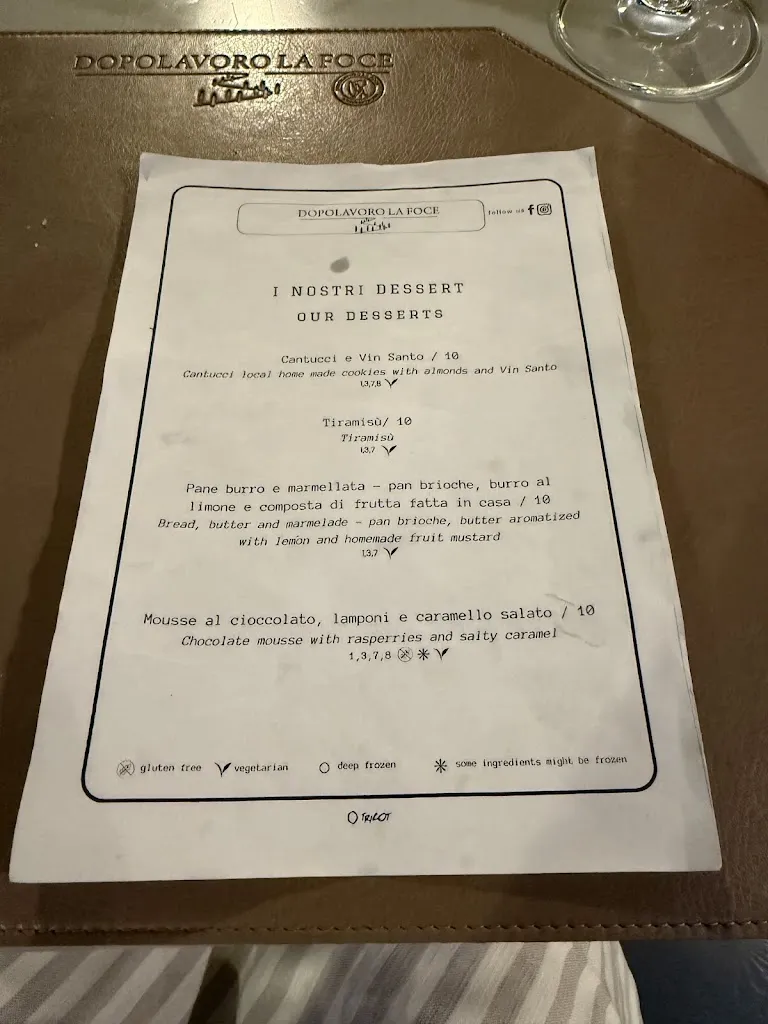 DOPOLAVORO LA FOCE
DOPOLAVORO LA FOCE
follow us
I NOSTRI DESSERT
OUR DESSERTS
Cantucci e Vin Santo / 10
Cantucci local home made cookies with almonds and Vin Santo
1,3,7,8
Tiramisù/ 10
Tiramisù
1,3,7
Pane burro e marmellata – pan brioche, burro al
limone e composta di frutta fatta in casa / 10
Bread, butter and marmelade – pan brioche, butter aromatized
with lemon and homemade fruit mustard
1,3,7
Mousse al cioccolato, lamponi e caramello salato / 10
Chocolate mousse with rasperries and salty caramel
1,3,7,8
gluten free vegetarian deep frozen some ingredients might be frozen